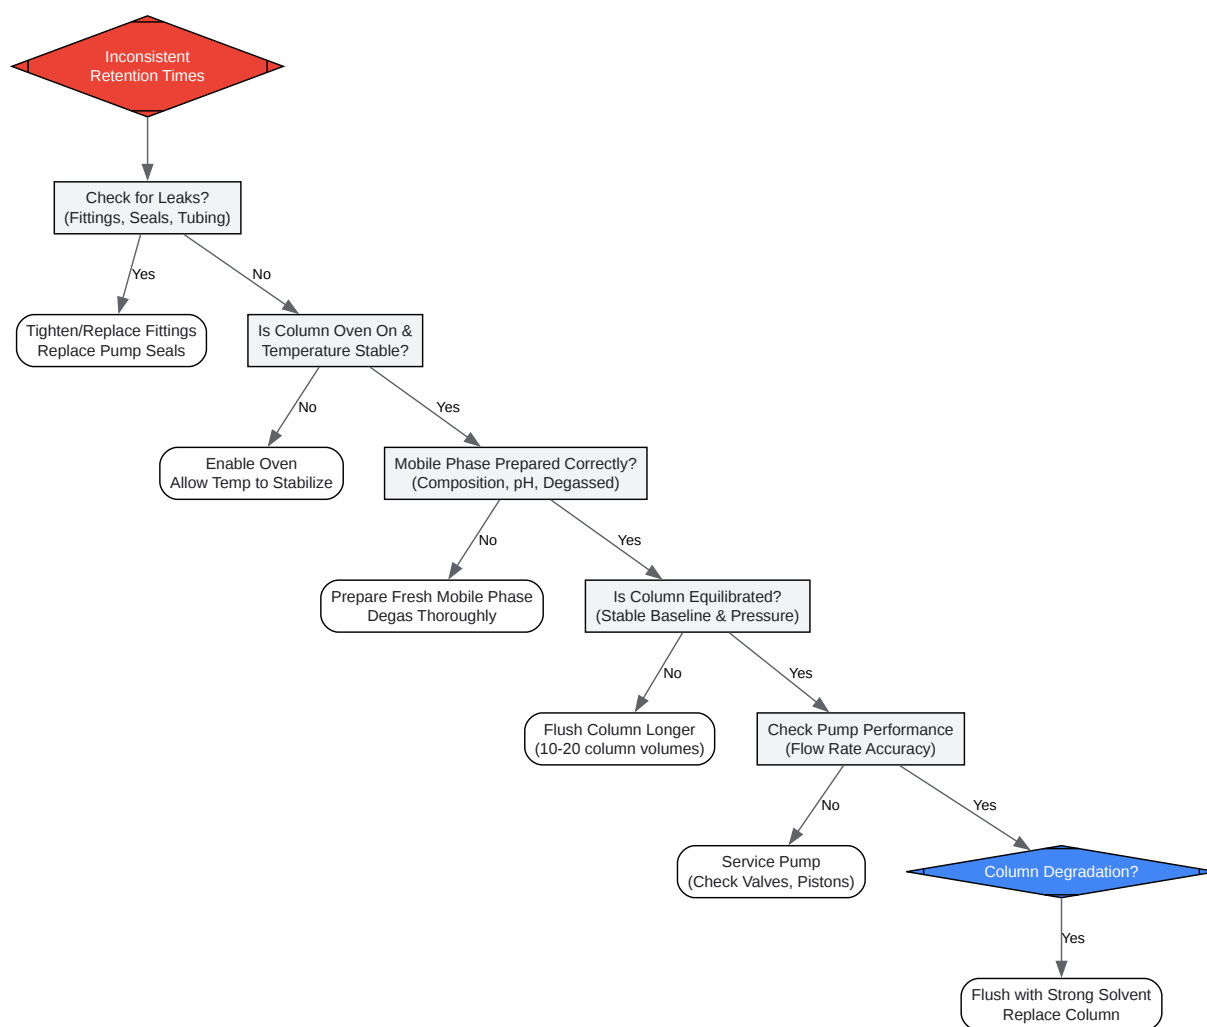 Inconsistent
Retention Times
Check for Leaks?
(Fittings, Seals, Tubing)
Yes
No
Tighten/Replace Fittings
Replace Pump Seals
Is Column Oven On &
Temperature Stable?
No
Yes
Enable Oven
Allow Temp to Stabilize
Mobile Phase Prepared Correctly?
(Composition, pH, Degassed)
No
Yes
Prepare Fresh Mobile Phase
Degas Thoroughly
Is Column Equilibrated?
(Stable Baseline & Pressure)
No
Yes
Flush Column Longer
(10-20 column volumes)
Check Pump Performance
(Flow Rate Accuracy)
No
Yes
Service Pump
(Check Valves, Pistons)
Column Degradation?
Yes
Flush with Strong Solvent
Replace Column